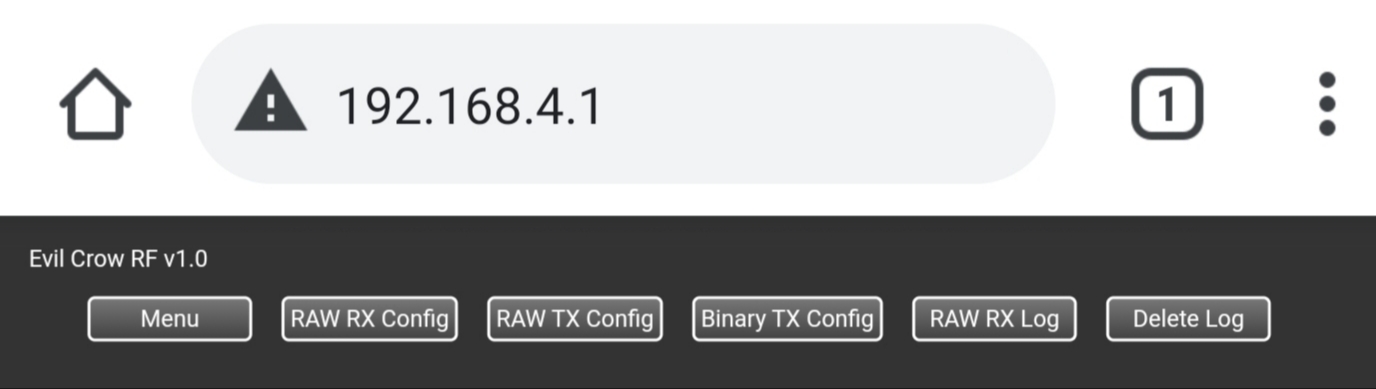 192.168.4.1
1
Evil Crow RF v1.0
Menu
RAW RX Config
RAW TX Config
Binary TX Config
RAW RX Log
Delete Log